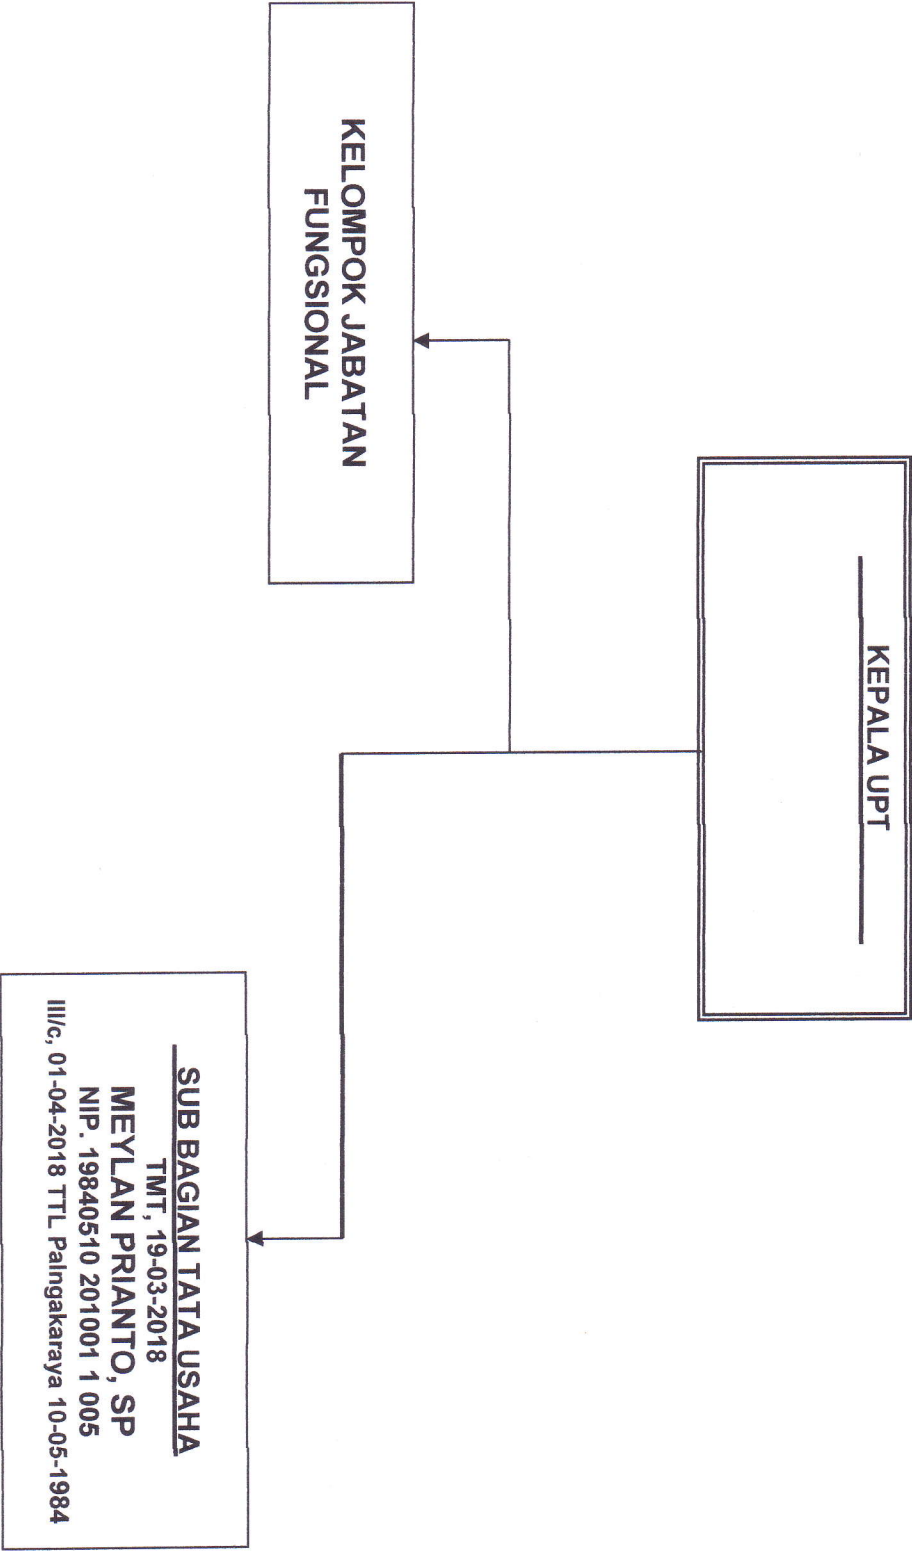 KEPALA UPT
KELOMPOK JABATAN
FUNGSIONAL
SUB BAGIAN TATA USAHA
TMT, 19-03-2018
MEYLAN PRIANTO, SP
NIP. 19840510 201001 1 005
III/c, 01-04-2018 TTL Palngakaraya 10-05-1984